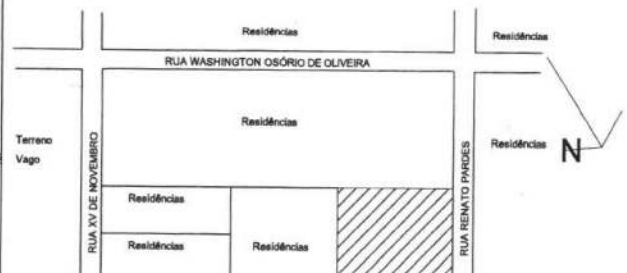 Residências
Residências
RUA WASHINGTON OSÓRIO DE OLIVEIRA
Residências
Terreno
Vago
RUA XV DE NOVEMBRO
RUA RENATO PARDES
Residências
N
Residências
Residências
Residências